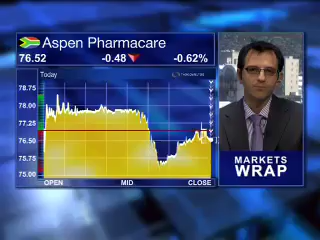 Aspen Pharmacare
76.52 -0.48 -0.62%
Today
78.75
78.00
77.25
76.50
75.75
75.00
OPEN MID CLOSE
MARKETS
WRAP